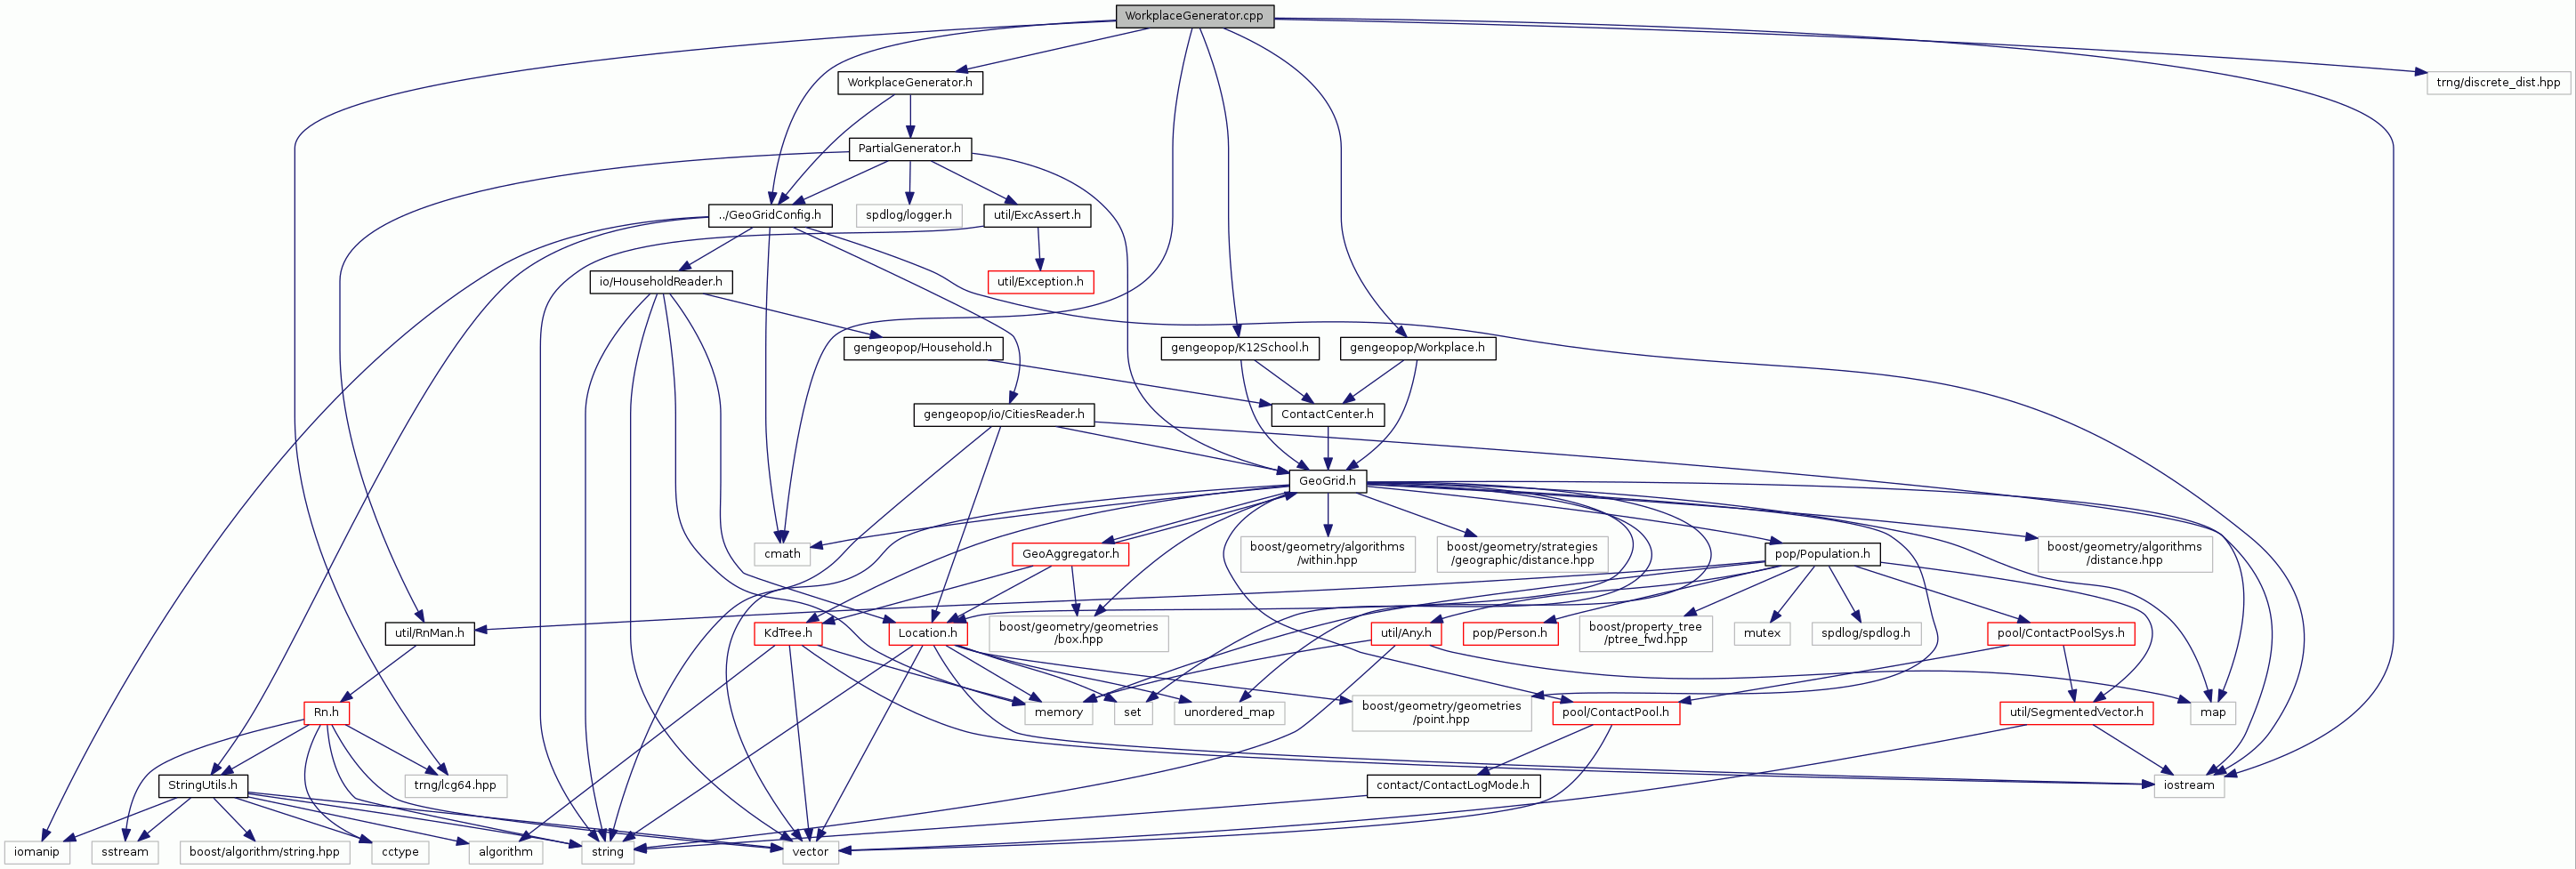 WorkplaceGenerator.cpp
WorkplaceGenerator.h
trng/discrete_dist.hpp
PartialGenerator.h
../GeoGridConfig.h
spdlog/logger.h
util/ExcAssert.h
io/HouseholdReader.h
util/Exception.h
gengeopop/Household.h
gengeopop/K12School.h
gengeopop/Workplace.h
gengeopop/io/CitiesReader.h
ContactCenter.h
GeoGrid.h
cmath
GeoAggregator.h
boost/geometry/algorithms
/within.hpp
boost/geometry/strategies
/geographic/distance.hpp
pop/Population.h
boost/geometry/algorithms
/distance.hpp
util/RnMan.h
KdTree.h
Location.h
boost/geometry/geometries
/box.hpp
util/Any.h
pop/Person.h
boost/property_tree
/ptree_fwd.hpp
mutex
spdlog/spdlog.h
pool/ContactPoolSys.h
Rn.h
memory
set
unordered_map
boost/geometry/geometries
/point.hpp
pool/ContactPool.h
util/SegmentedVector.h
map
StringUtils.h
trng/lcg64.hpp
contact/ContactLogMode.h
iostream
iomanip
sstream
boost/algorithm/string.hpp
cctype
algorithm
string
vector